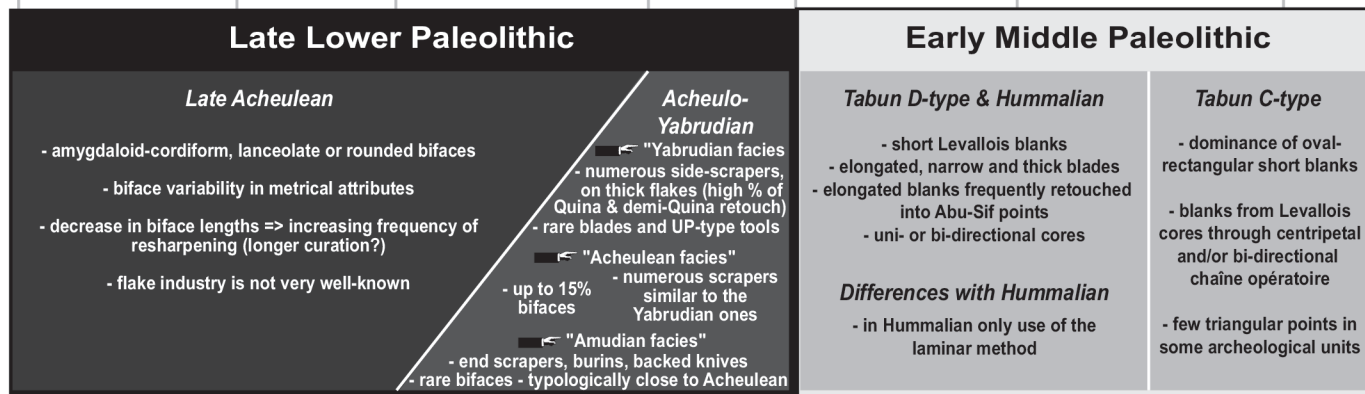 Late Lower Paleolithic
Late Acheulean
- amygdaloid-cordiform, lanceolate or rounded bifaces
- biface variability in metrical attributes
- decrease in biface lengths => increasing frequency of
resharpening (longer curation?)
- flake industry is not very well-known
Acheulo-
Yabrudian
"Yabrudian facies
- numerous side-scrapers,
on thick flakes (high % of
Quina & demi-Quina retouch)
- rare blades and UP-type tools
"Acheulean facies"
- up to 15%
bifaces
- numerous scrapers
similar to the
Yabrudian ones
"Amudian facies"
- end scrapers, burins, backed knives
- rare bifaces - typologically close to Acheulean
Early Middle Paleolithic
Tabun D-type & Hummalian
- short Levallois blanks
- elongated, narrow and thick blades
- elongated blanks frequently retouched
into Abu-Sif points
- uni- or bi-directional cores
Differences with Hummalian
- in Hummalian only use of the
laminar method
Tabun C-type
- dominance of oval-
rectangular short blanks
- blanks from Levallois
cores through centripetal
and/or bi-directional
chaîne opératoire
- few triangular points in
some archeological units